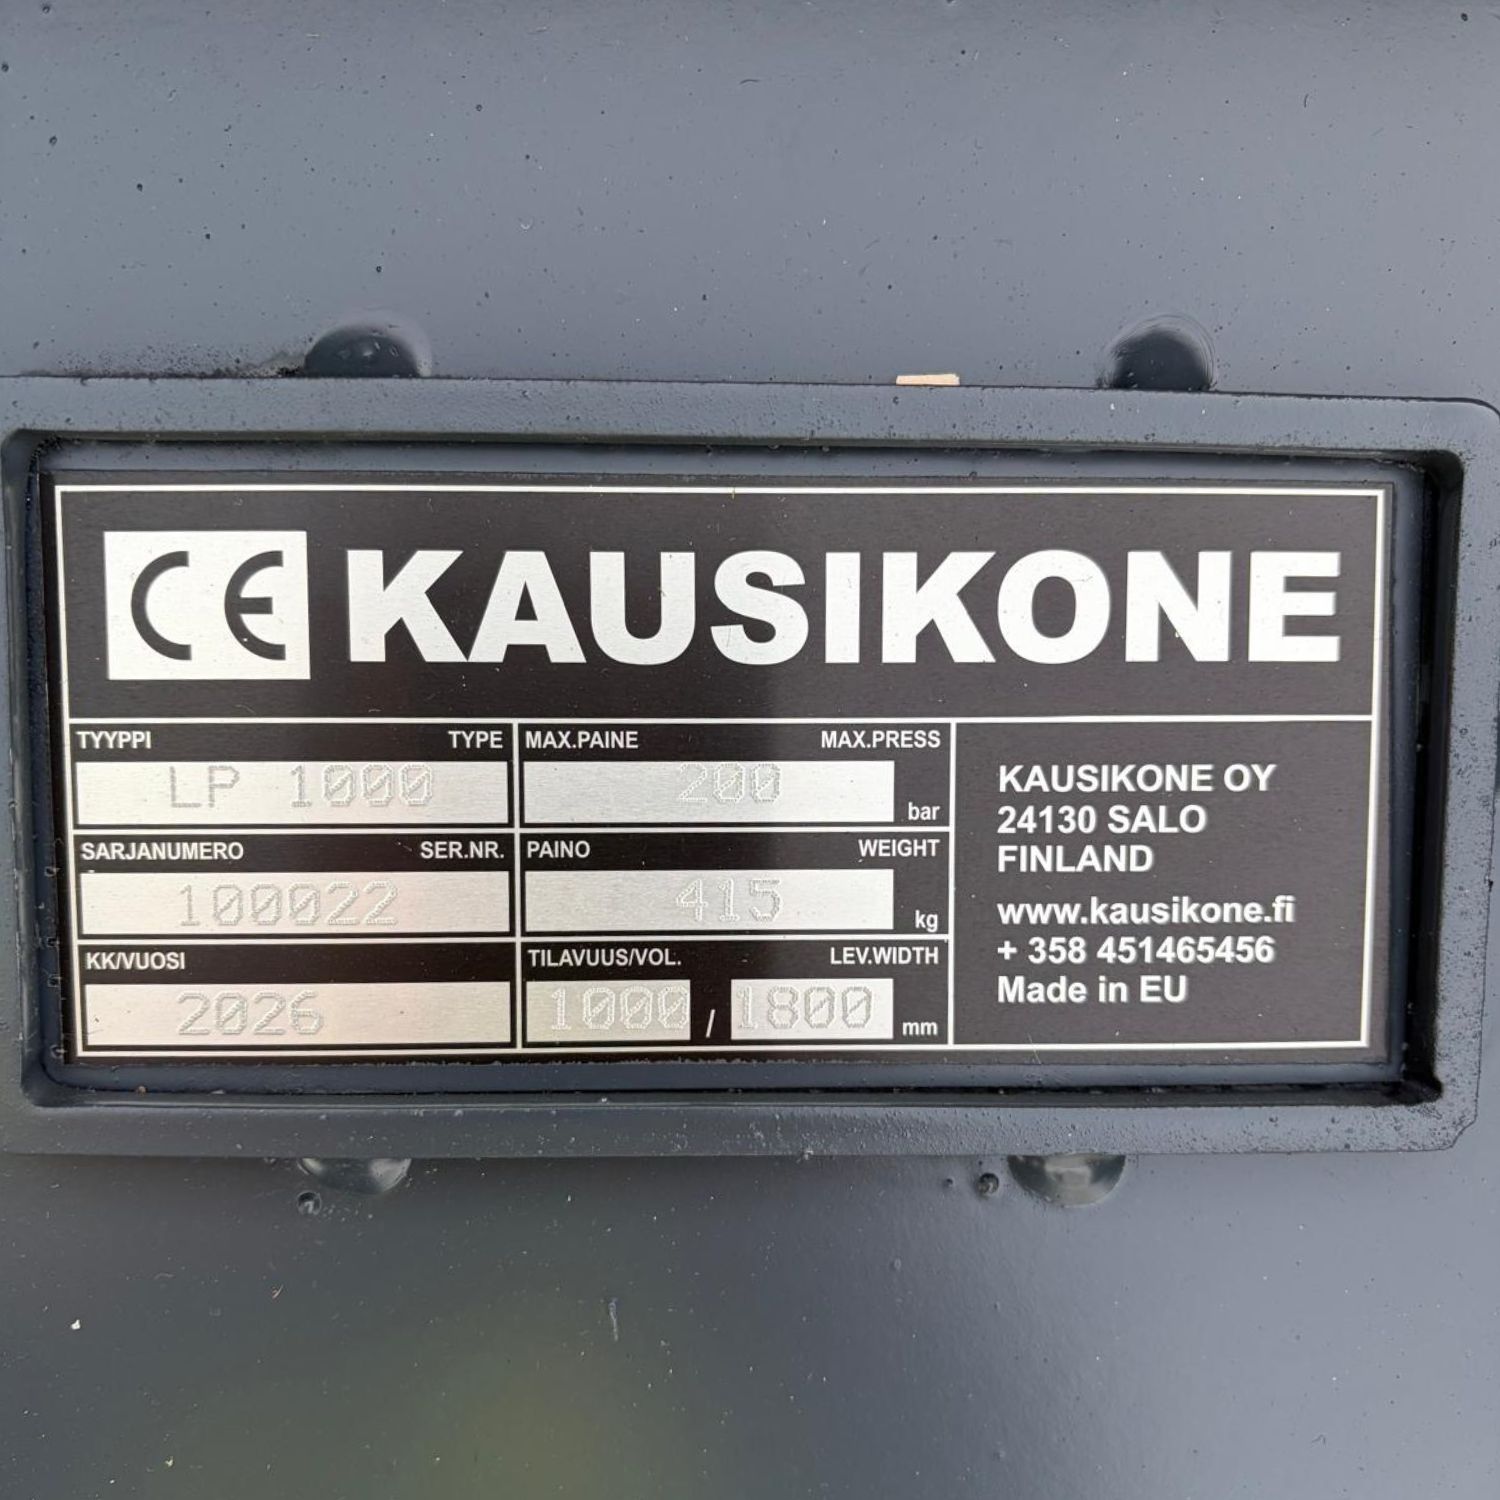 CE KAUSIKONE
TYYPPI TYPE
LP 1000
MAX.PAINE MAX.PRESS
200 bar
SARJANUMERO SER.NR.
100022
PAINO WEIGHT
415 kg
KK/VUOSI
2026
TILAVUUS/VOL. LEV.WIDTH
1000 / 1800 mm
KAUSIKONE OY
24130 SALO
FINLAND
www.kausikone.fi
+ 358 451465456
Made in EU